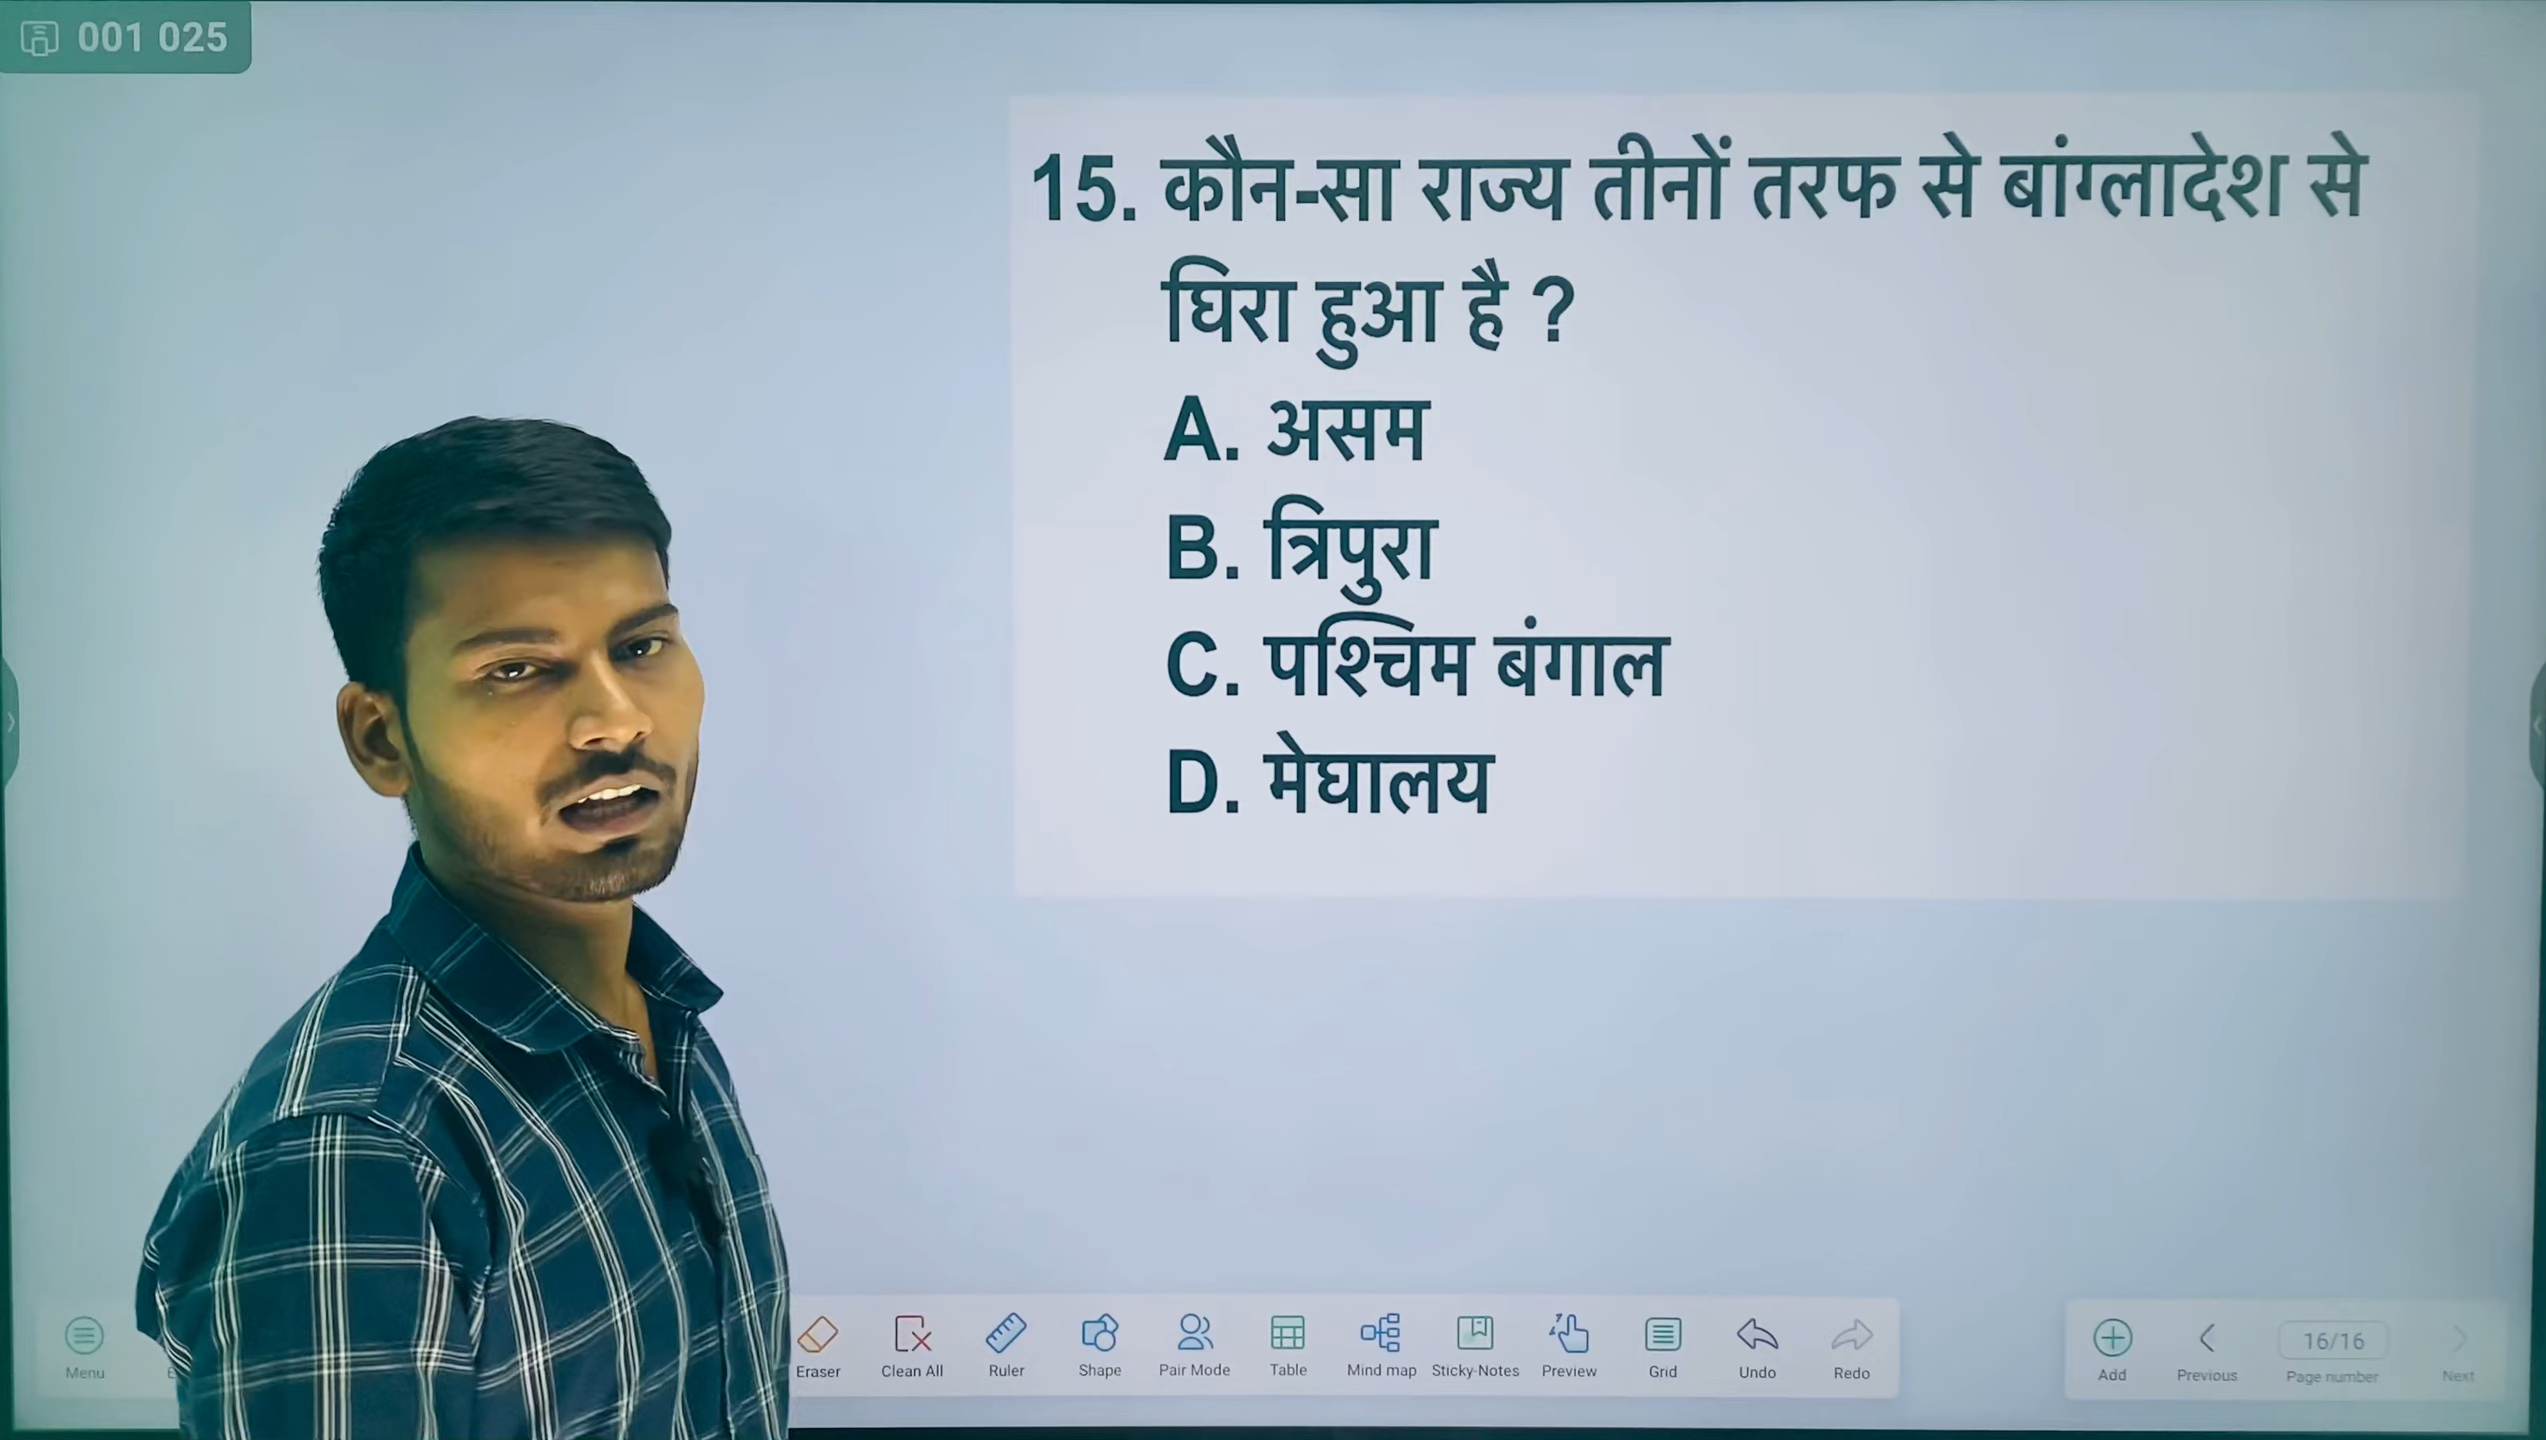 001 025
15. कौन-सा राज्य तीनों तरफ से बांग्लादेश से
घिरा हुआ है ?
A. असम
B. त्रिपुरा
C. पश्चिम बंगाल
D. मेघालय
Menu
Eraser
Clean All
Ruler
Shape
Pair Mode
Table
Mind map
Sticky-Notes
Preview
Grid
Undo
Redo
Add
Previous
16/16
Page number
Next